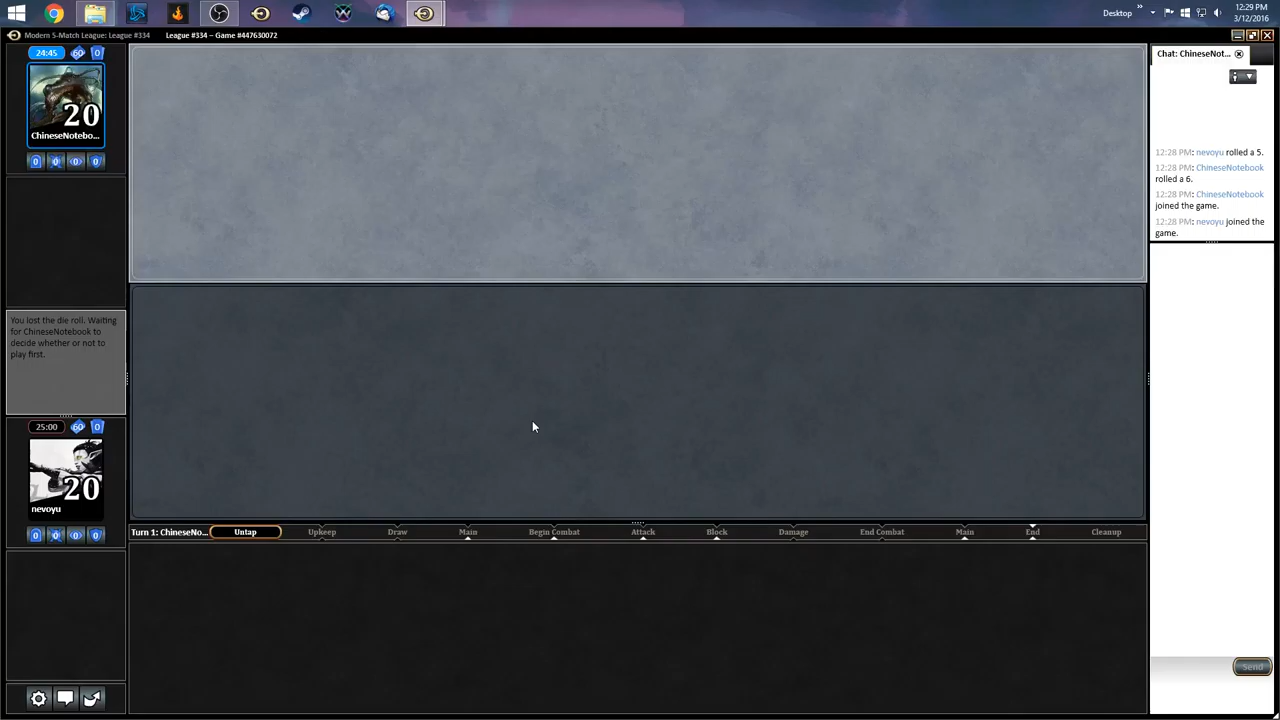 Desktop
»
12:29 PM
3/12/2016
Modern 5-Match League: League #334
League #334 – Game #447630072
24:45
60
0
20
ChineseNotebo...
0
0
0
0
Chat: ChineseNot...
12:28 PM: nevoyu rolled a 5.
12:28 PM: ChineseNotebook
rolled a 6.
12:28 PM: ChineseNotebook
joined the game.
12:28 PM: nevoyu joined the
game.
You lost the die roll. Waiting
for ChineseNotebook to
decide whether or not to
play first.
25:00
60
0
20
nevoyu
0
0
0
0
Turn 1: ChineseNo...
Untap
Upkeep
Draw
Main
Begin Combat
Attack
Block
Damage
End Combat
Main
End
Cleanup
Send